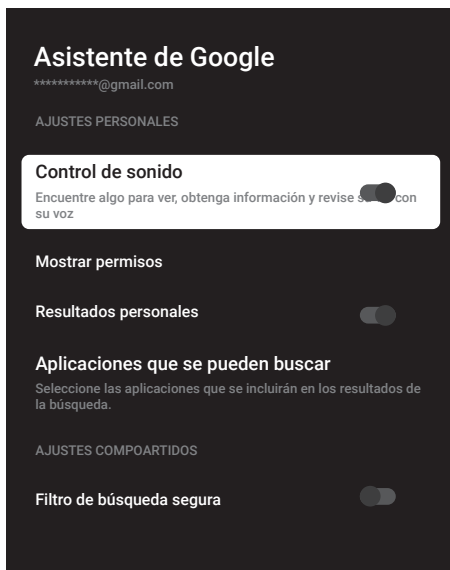 Asistente de Google
***********@gmail.com
AJUSTES PERSONALES
Control de sonido
Encuentre algo para ver, obtenga información y revise con
su voz
Mostrar permisos
Resultados personales
Aplicaciones que se pueden buscar
Seleccione las aplicaciones que se incluirán en los resultados de
la búsqueda.
AJUSTES COMPOARTIDOS
Filtro de búsqueda segura